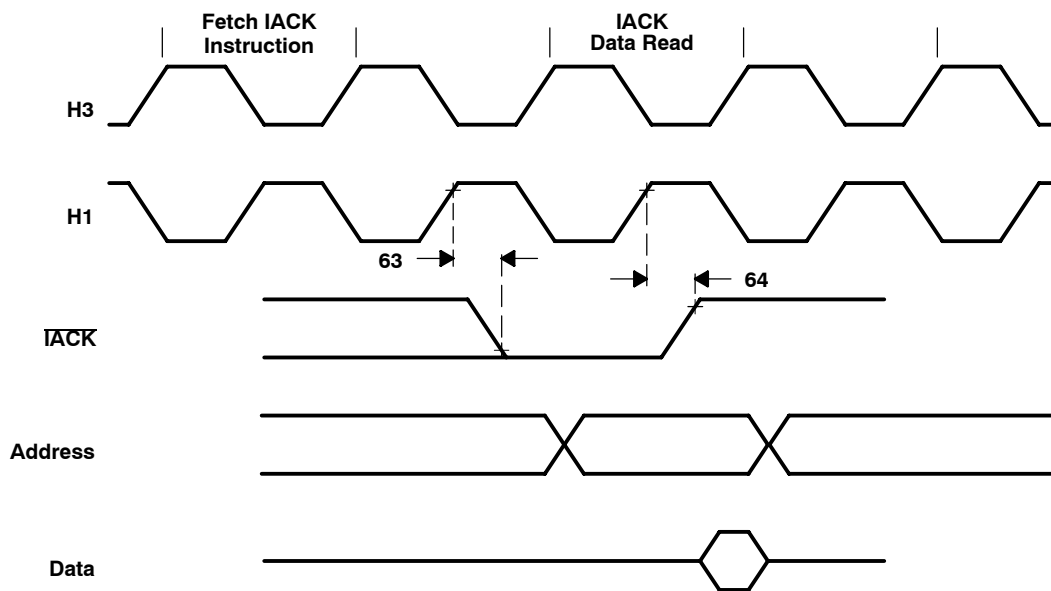 Fetch IACK
Instruction
IACK
Data Read
H3
H1
63
64
IACK
Address
Data